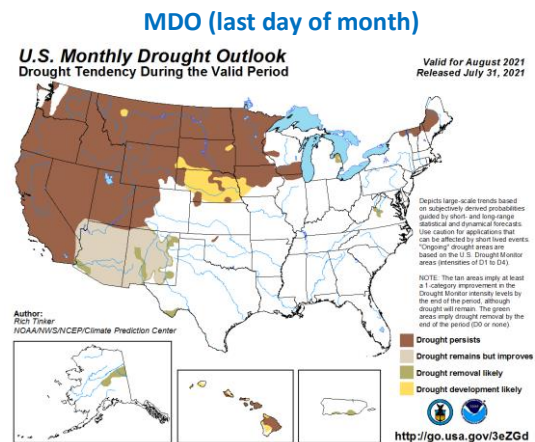 MDO (last day of month)
U.S. Monthly Drought Outlook
Drought Tendency During the Valid Period
Valid for August 2021
Released July 31, 2021
Depicts large-scale trends based
on subjectively derived probabilities
guided by short- and long-range
statistical and dynamical forecasts.
Use caution for applications that
can be affected by short lived events.
"Ongoing" drought areas are
based on the U.S. Drought Monitor
areas (intensities of D1 to D4).
NOTE: The tan areas imply at least
a 1-category improvement in the
Drought Monitor intensity levels by
the end of the period, although
drought will remain. The green
areas imply drought removal by the
end of the period (D0 or none).
Author:
Rich Tinker
NOAA/NWS/NCEP/Climate Prediction Center
Drought persists
Drought remains but improves
Drought removal likely
Drought development likely
http://go.usa.gov/3eZGd